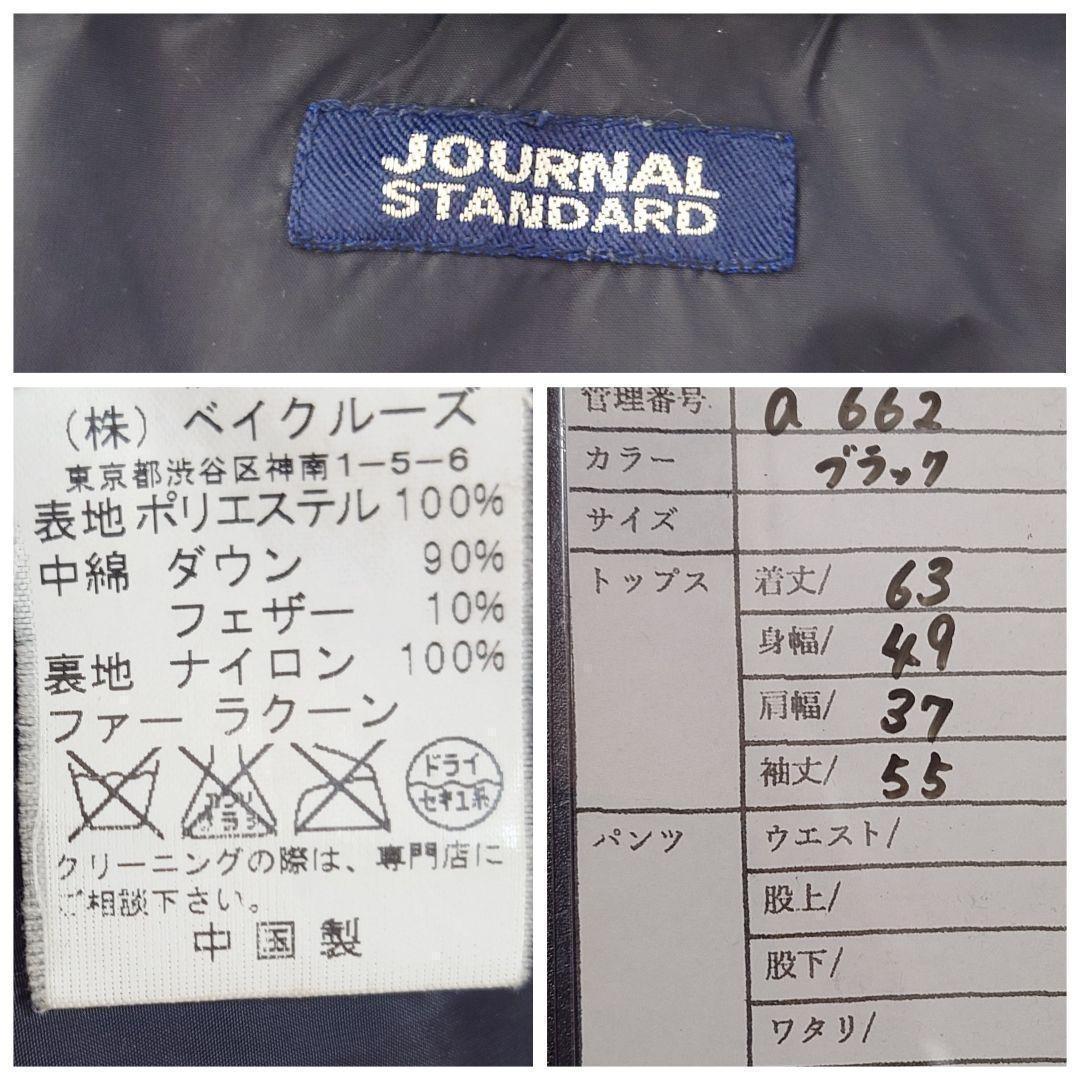 JOURNAL
STANDARD
(株) ベイクルーズ
東京都渋谷区神南1-5-6
表地 ポリエステル 100%
中綿 ダウン 90%
フェザー 10%
裏地 ナイロン 100%
ファー ラクーン
エンソ
サラシ
ドライ
セキユ系
クリーニングの際は、専門店に
ご相談下さい。
中国製
管理番号 a 662
カラー ブラック
サイズ
トップス 着丈/ 63
身幅/ 49
肩幅/ 37
袖丈/ 55
パンツ ウエスト/
股上/
股下/
ワタリ/